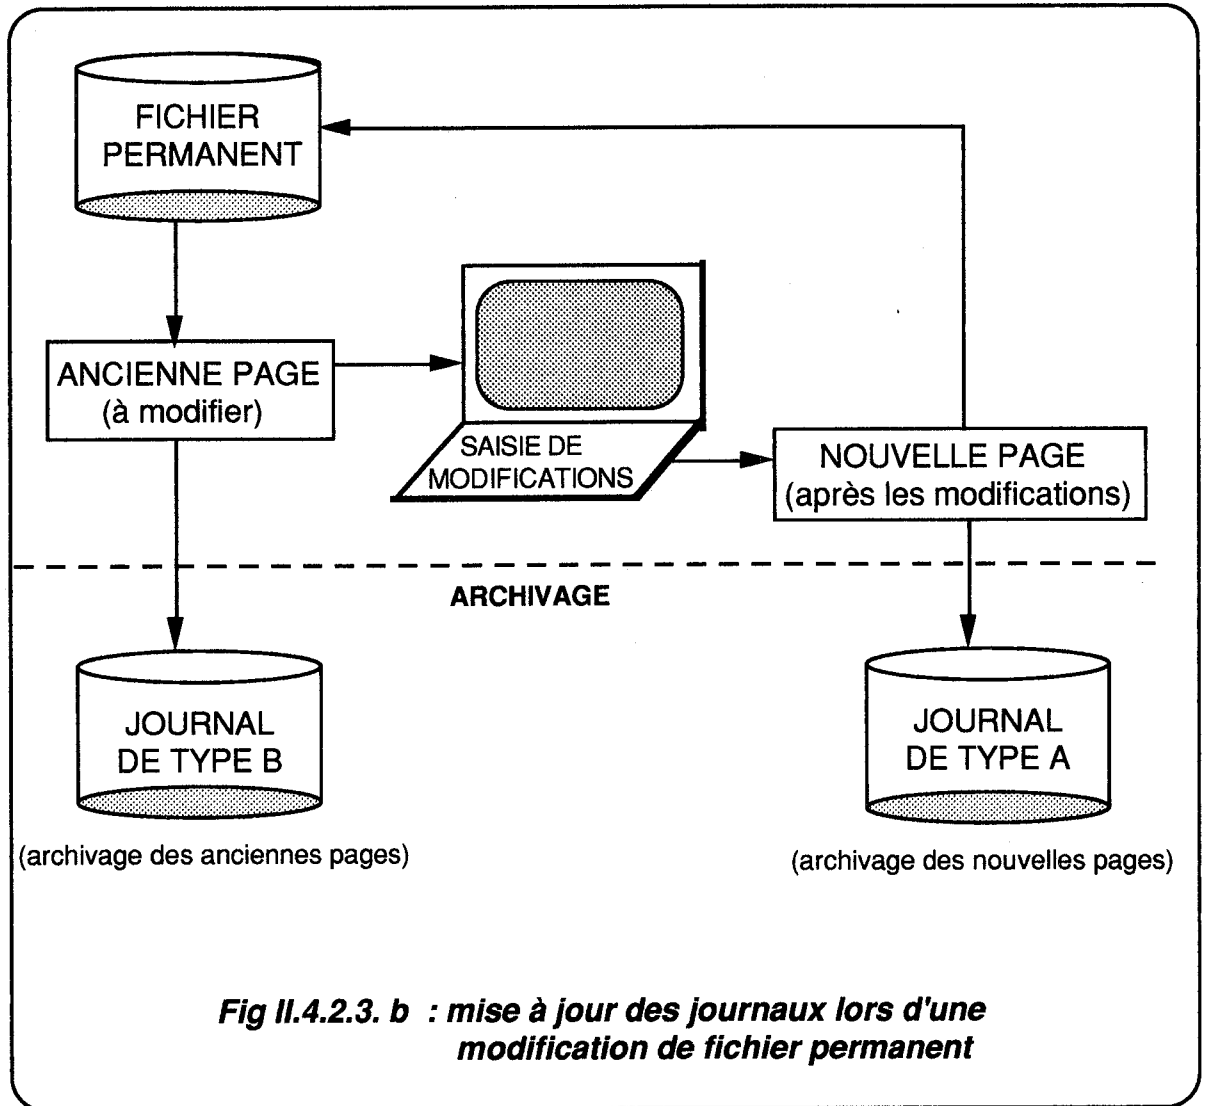 FICHIER
PERMANENT
ANCIENNE PAGE
(à modifier)
SAISIE DE
MODIFICATIONS
NOUVELLE PAGE
(après les modifications)
ARCHIVAGE
JOURNAL
DE TYPE B
JOURNAL
DE TYPE A
(archivage des anciennes pages)
(archivage des nouvelles pages)
Fig II.4.2.3. b : mise à jour des journaux lors d'une
modification de fichier permanent